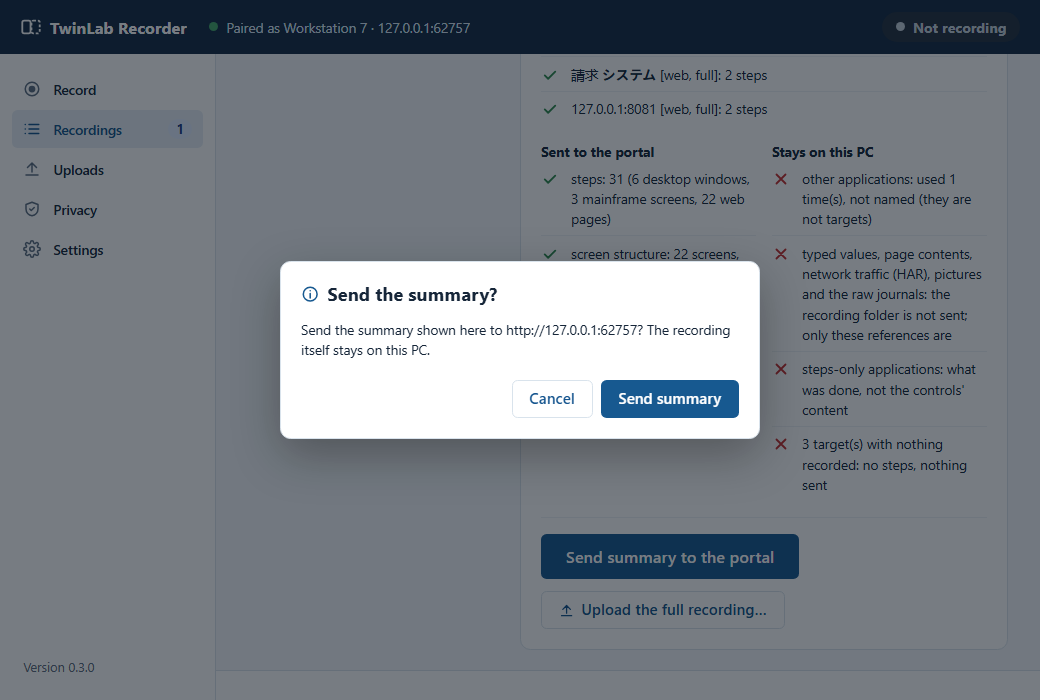 TwinLab Recorder
Paired as Workstation 7 · 127.0.0.1:62757
Not recording
Record
Recordings 1
Uploads
Privacy
Settings
Version 0.3.0
請求 システム [web, full]: 2 steps
127.0.0.1:8081 [web, full]: 2 steps
Sent to the portal
steps: 31 (6 desktop windows,
3 mainframe screens, 22 web
pages)
screen structure: 22 screens,
Stays on this PC
other applications: used 1
time(s), not named (they are
not targets)
typed values, page contents,
network traffic (HAR), pictures
and the raw journals: the
recording folder is not sent;
only these references are
steps-only applications: what
was done, not the controls'
content
3 target(s) with nothing
recorded: no steps, nothing
sent
Send the summary?
Send the summary shown here to http://127.0.0.1:62757? The recording
itself stays on this PC.
Cancel
Send summary
Send summary to the portal
Upload the full recording...